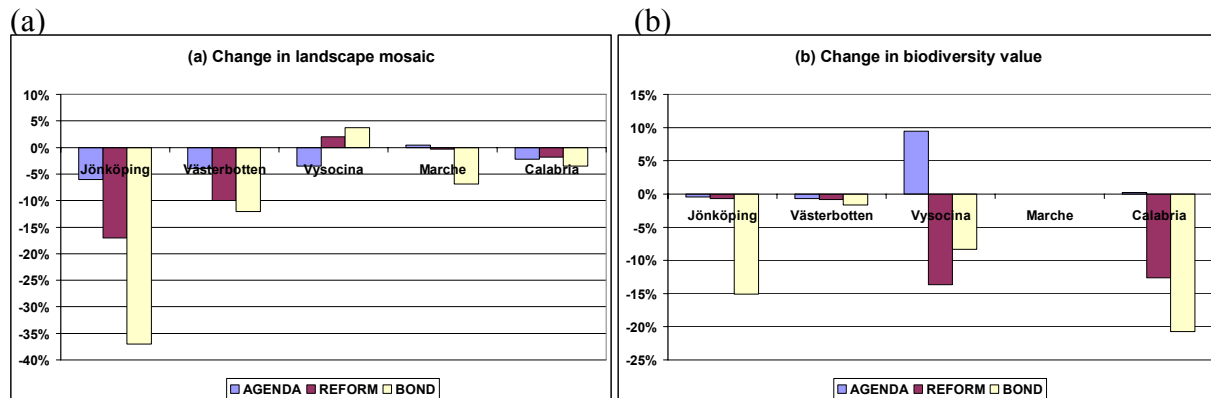 (a)
(a) Change in landscape mosaic
10%
5%
0%
-5%
-10%
-15%
-20%
-25%
-30%
-35%
-40%
Jönköping Västerbotten Vysocina Marche Calabria
AGENDA REFORM BOND
(b)
(b) Change in biodiversity value
15%
10%
5%
0%
-5%
-10%
-15%
-20%
-25%
Jönköping Västerbotten Vysocina Marche Calabria
AGENDA REFORM BOND